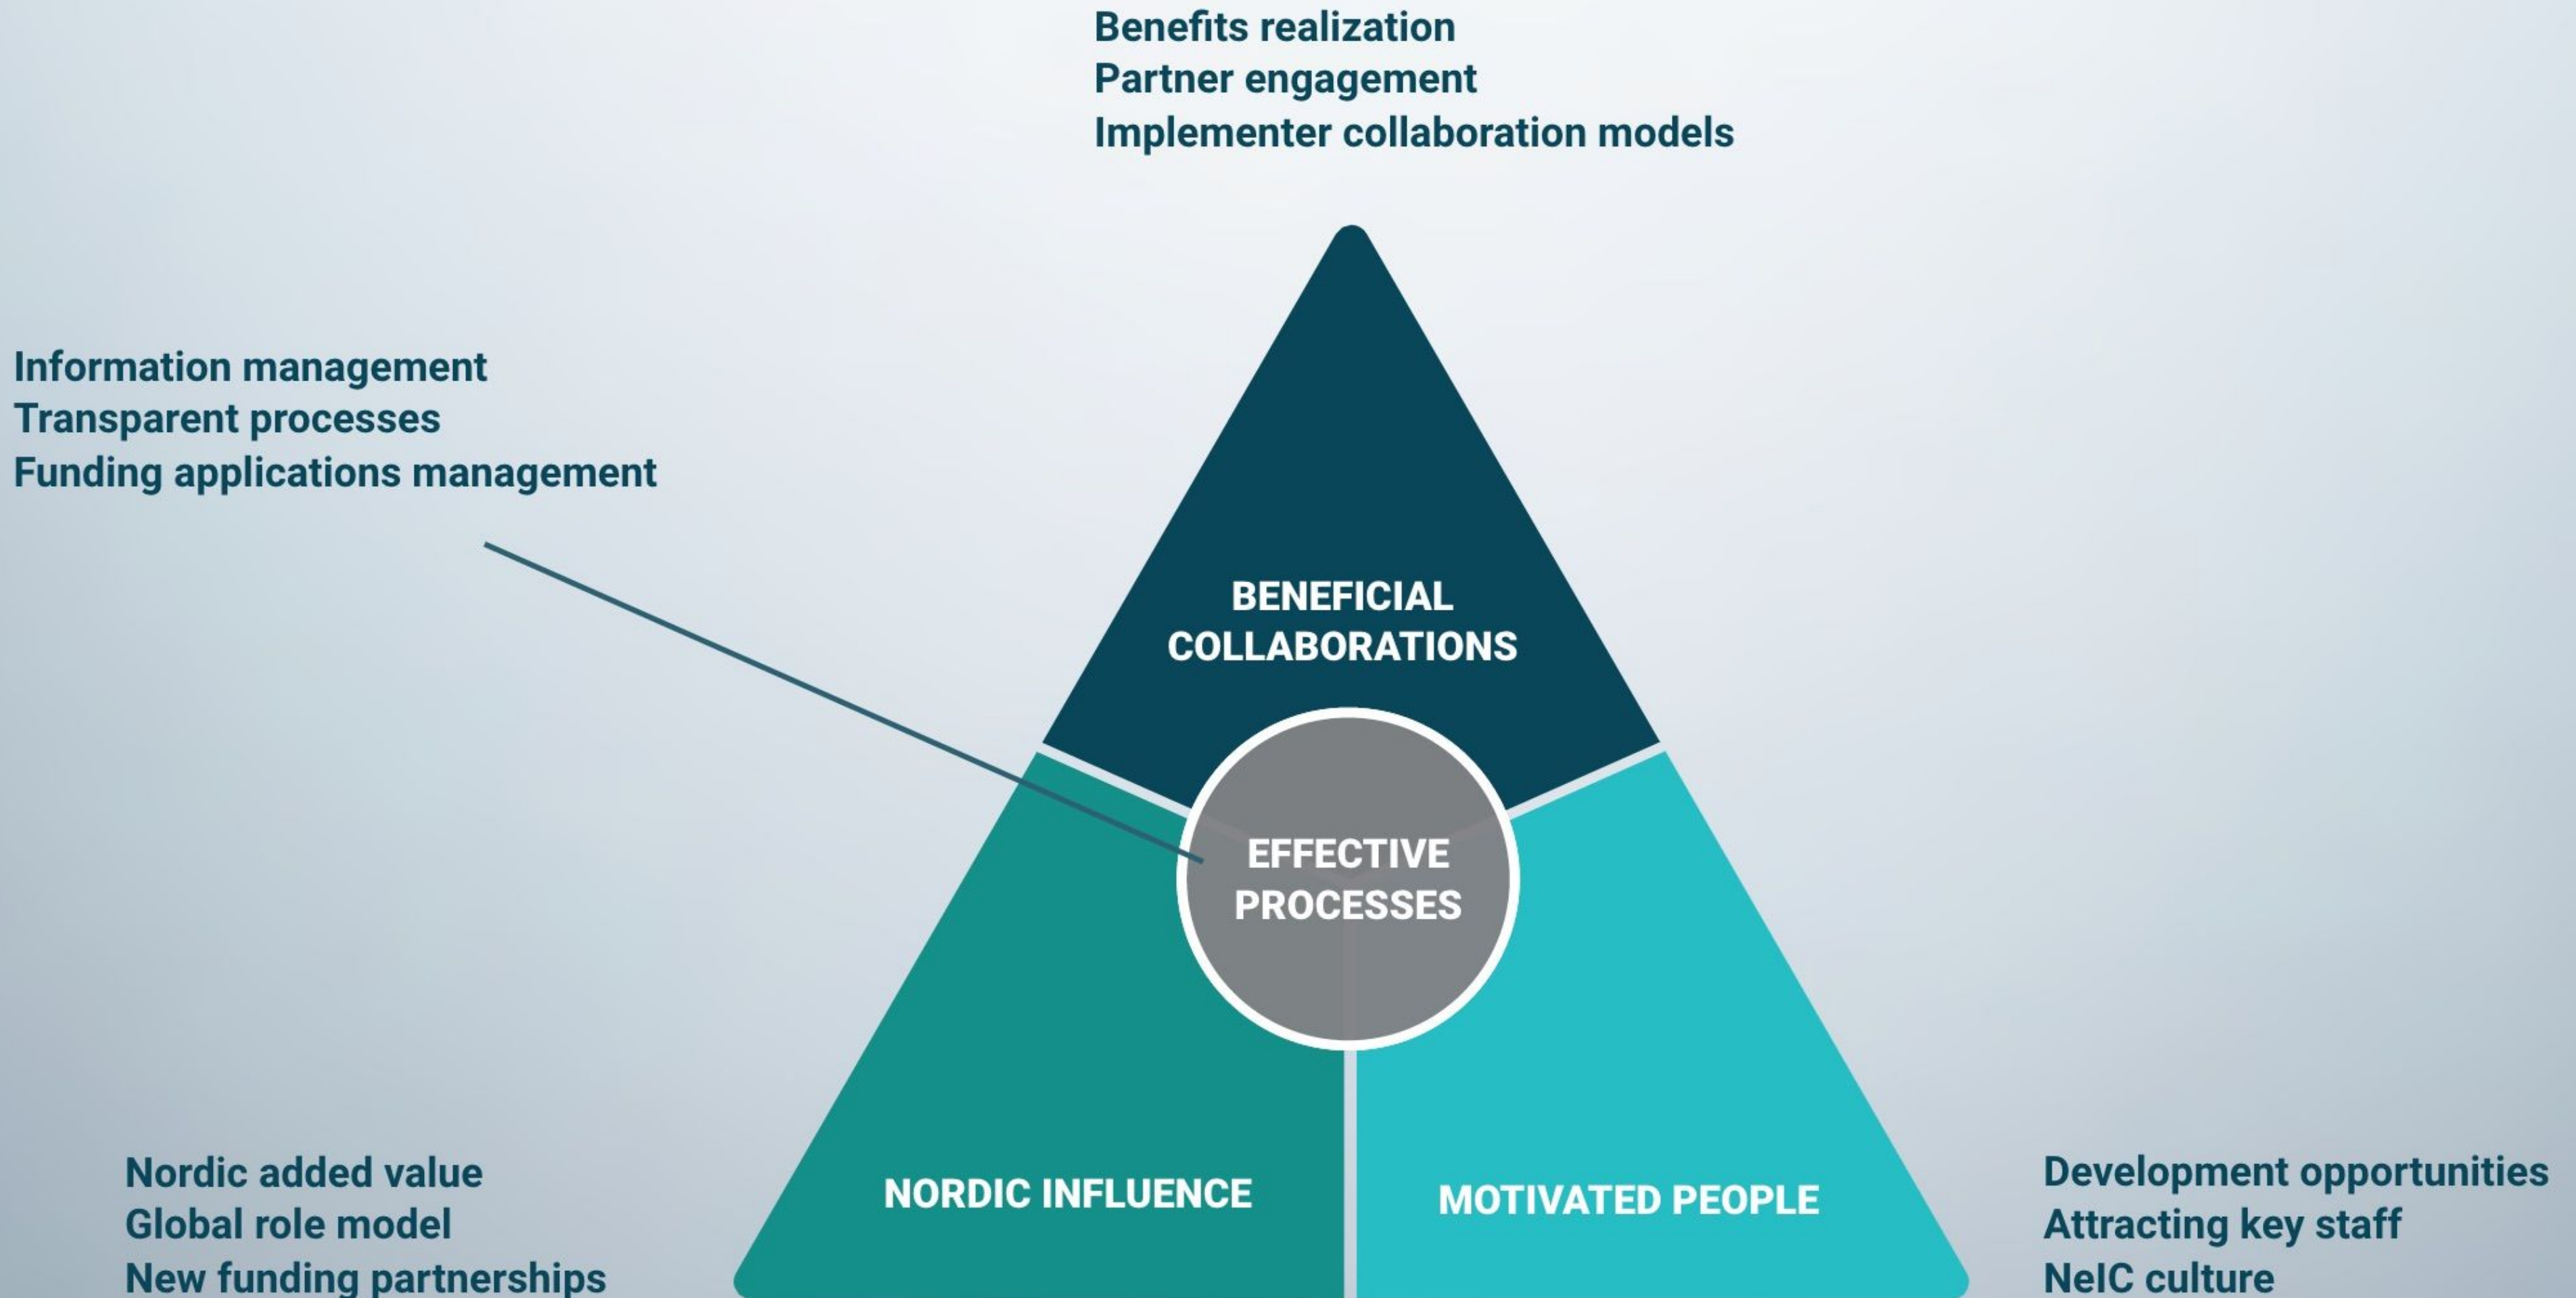 Benefits realization
Partner engagement
Implementer collaboration models
Information management
Transparent processes
Funding applications management
BENEFICIAL
COLLABORATIONS
EFFECTIVE
PROCESSES
NORDIC INFLUENCE
MOTIVATED PEOPLE
Nordic added value
Global role model
New funding partnerships
Development opportunities
Attracting key staff
NeIC culture